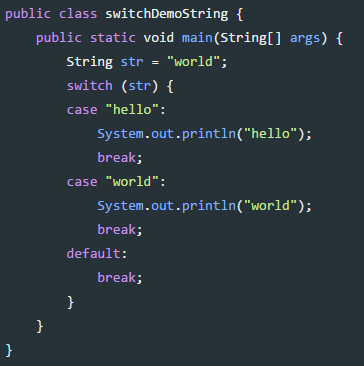 public class switchDemoString {
    public static void main(String[] args) {
        String str = "world";
        switch (str) {
        case "hello":
            System.out.println("hello");
            break;
        case "world":
            System.out.println("world");
            break;
        default:
            break;
        }
    }
}